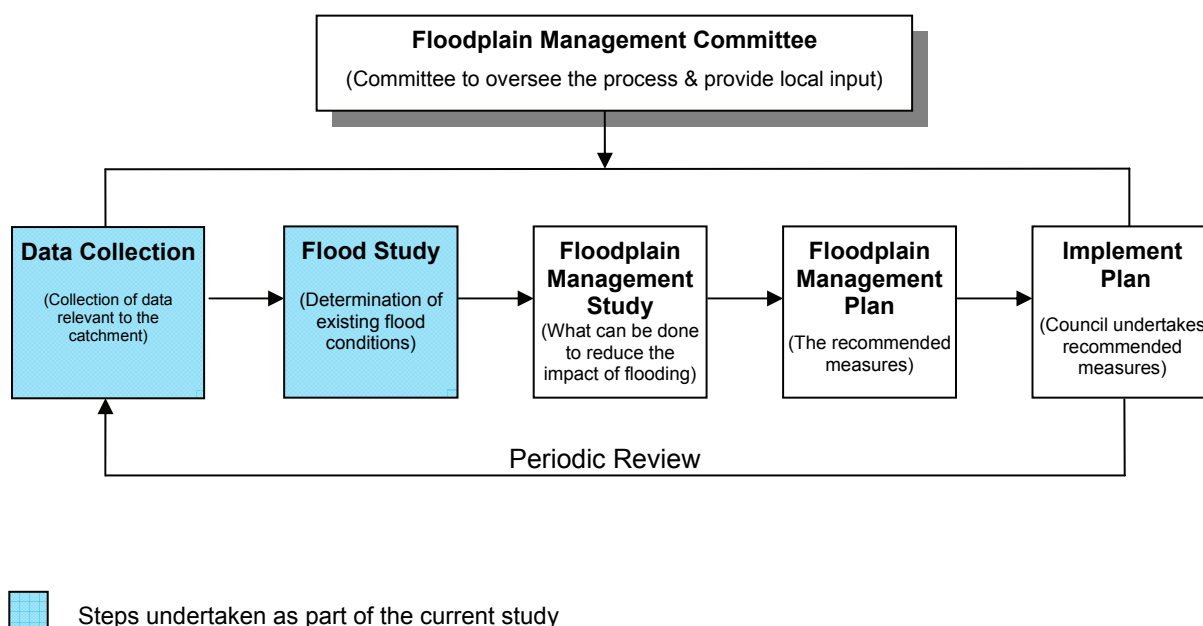 Floodplain Management Committee
(Committee to oversee the process & provide local input)
Data Collection
(Collection of data
relevant to the
catchment)
Flood Study
(Determination of
existing flood
conditions)
Floodplain
Management
Study
(What can be done
to reduce the
impact of flooding)
Floodplain
Management
Plan
(The recommended
measures)
Implement
Plan
(Council undertakes
recommended
measures)
Periodic Review
Steps undertaken as part of the current study